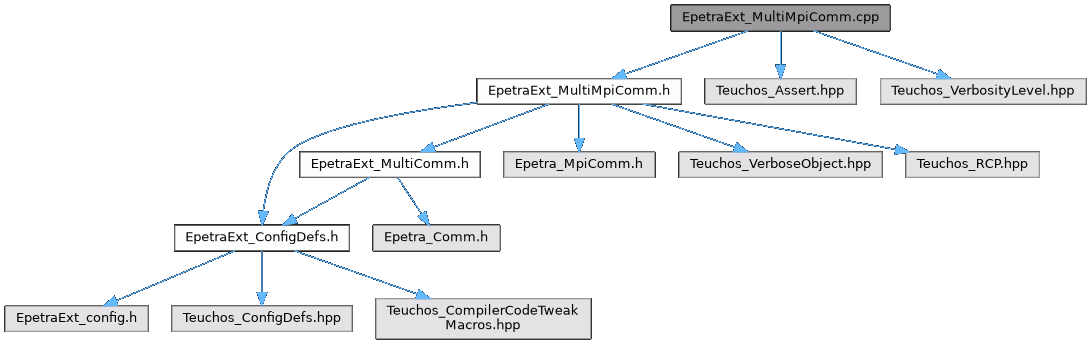 EpetraExt_MultiMpiComm.cpp
EpetraExt_MultiMpiComm.h
Teuchos_Assert.hpp
Teuchos_VerbosityLevel.hpp
EpetraExt_MultiComm.h
Epetra_MpiComm.h
Teuchos_VerboseObject.hpp
Teuchos_RCP.hpp
EpetraExt_ConfigDefs.h
Epetra_Comm.h
EpetraExt_config.h
Teuchos_ConfigDefs.hpp
Teuchos_CompilerCodeTweak
Macros.hpp